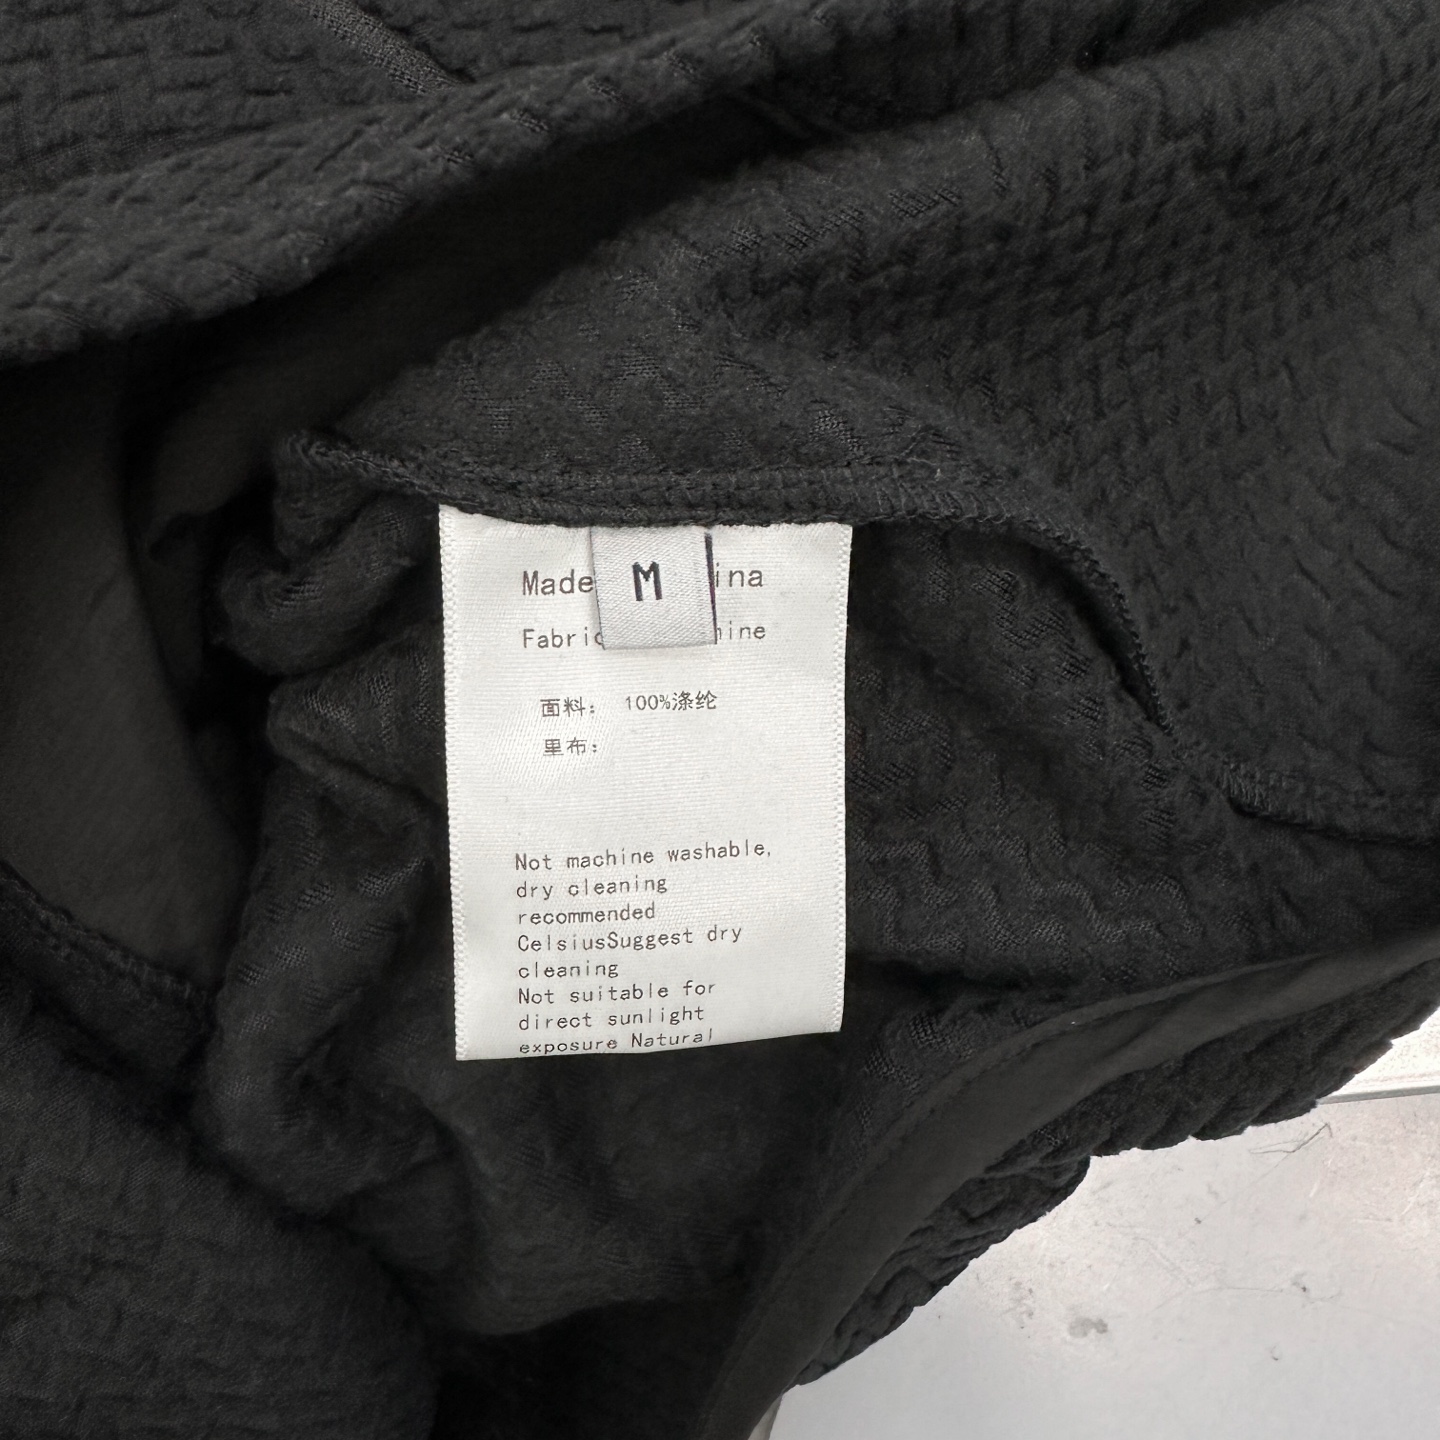 M
Made ina
Fabric hine
面料： 100%涤纶
里布：
Not machine washable,
dry cleaning
recommended
CelsiusSuggest dry
cleaning
Not suitable for
direct sunlight
exposure Natural